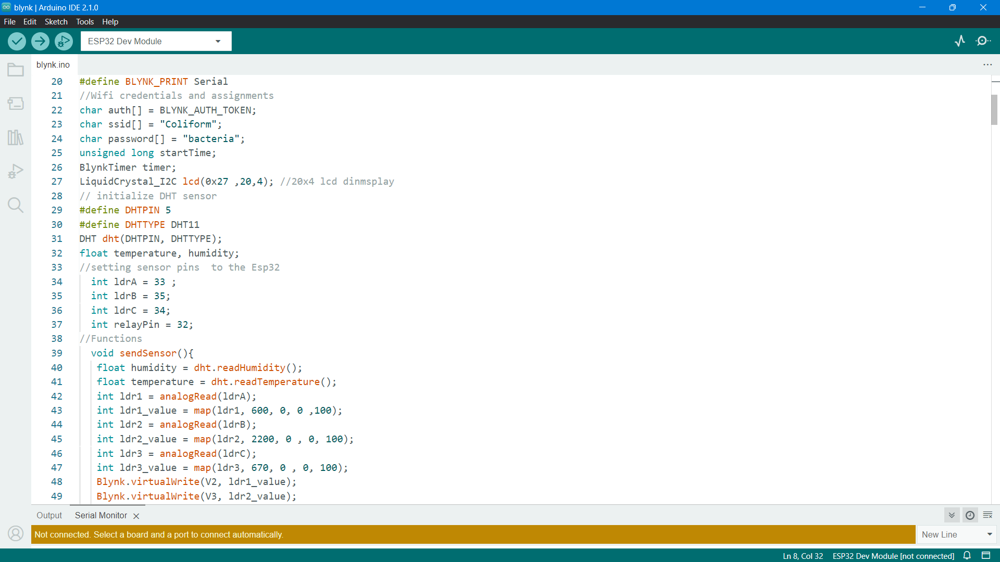 blynk | Arduino IDE 2.1.0
File Edit Sketch Tools Help
ESP32 Dev Module
blynk.ino
20 #define BLYNK_PRINT Serial
21 //Wifi credentials and assignments
22 char auth[] = BLYNK_AUTH_TOKEN;
23 char ssid[] = "Coliform";
24 char password[] = "bacteria";
25 unsigned long startTime;
26 BlynkTimer timer;
27 LiquidCrystal_I2C lcd(0x27 ,20,4); //20x4 lcd dinmsplay
28 // initialize DHT sensor
29 #define DHTPIN 5
30 #define DHTTYPE DHT11
31 DHT dht(DHTPIN, DHTTYPE);
32 float temperature, humidity;
33 //setting sensor pins  to the Esp32
34   int ldrA = 33 ;
35   int ldrB = 35;
36   int ldrC = 34;
37   int relayPin = 32;
38 //Functions
39   void sendSensor(){
40    float humidity = dht.readHumidity();
41    float temperature = dht.readTemperature();
42    int ldr1 = analogRead(ldrA);
43    int ldr1_value = map(ldr1, 600, 0, 0 ,100);
44    int ldr2 = analogRead(ldrB);
45    int ldr2_value = map(ldr2, 2200, 0 , 0, 100);
46    int ldr3 = analogRead(ldrC);
47    int ldr3_value = map(ldr3, 670, 0 , 0, 100);
48    Blynk.virtualWrite(V2, ldr1_value);
49    Blynk.virtualWrite(V3, ldr2_value);
Output Serial Monitor
Not connected. Select a board and a port to connect automatically.
New Line
Ln 8, Col 32 ESP32 Dev Module [not connected]